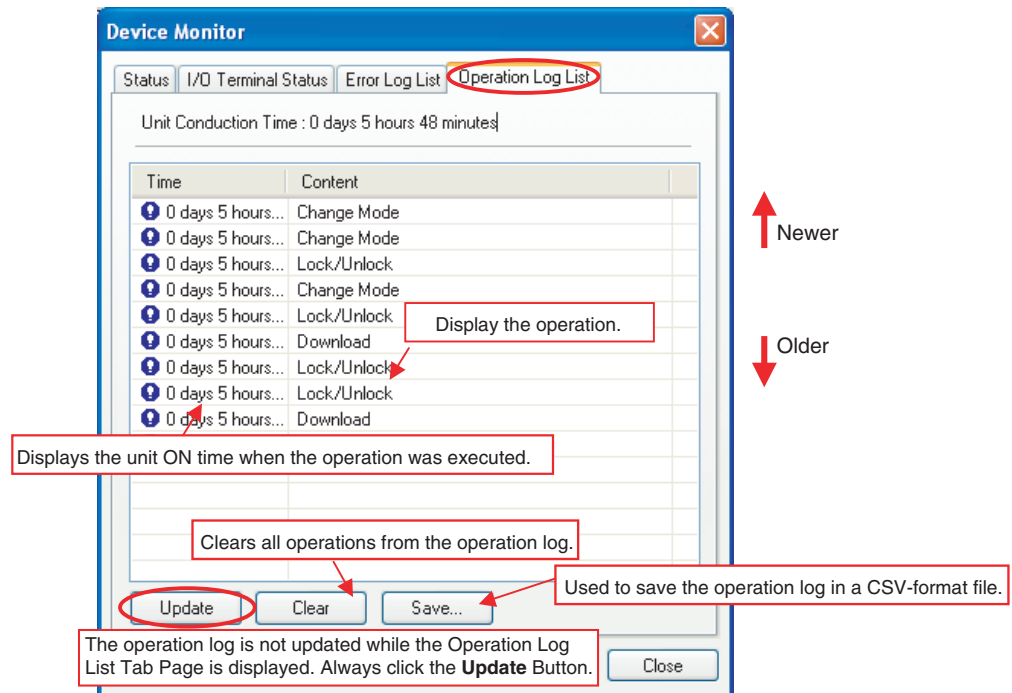 Device Monitor
Status I/O Terminal Status Error Log List Operation Log List
Unit Conduction Time : 0 days 5 hours 48 minutes
Time Content
0 days 5 hours... Change Mode
0 days 5 hours... Change Mode
Newer
0 days 5 hours... Lock/Unlock
0 days 5 hours... Change Mode
0 days 5 hours... Lock/Unlock
Display the operation.
0 days 5 hours... Download
Older
0 days 5 hours... Lock/Unlock
0 days 5 hours... Lock/Unlock
0 days 5 hours... Download
Displays the unit ON time when the operation was executed.
Clears all operations from the operation log.
Used to save the operation log in a CSV-format file.
Update Clear Save...
The operation log is not updated while the Operation Log
List Tab Page is displayed. Always click the Update Button.
Close